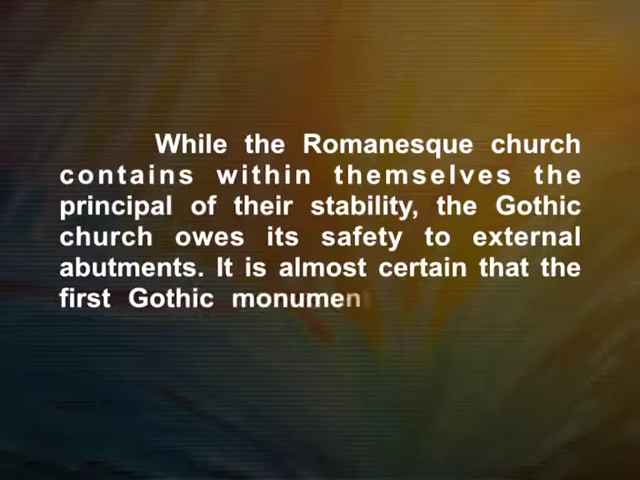 While the Romanesque church
contains within themselves the
principal of their stability, the Gothic
church owes its safety to external
abutments. It is almost certain that the
first Gothic monumen